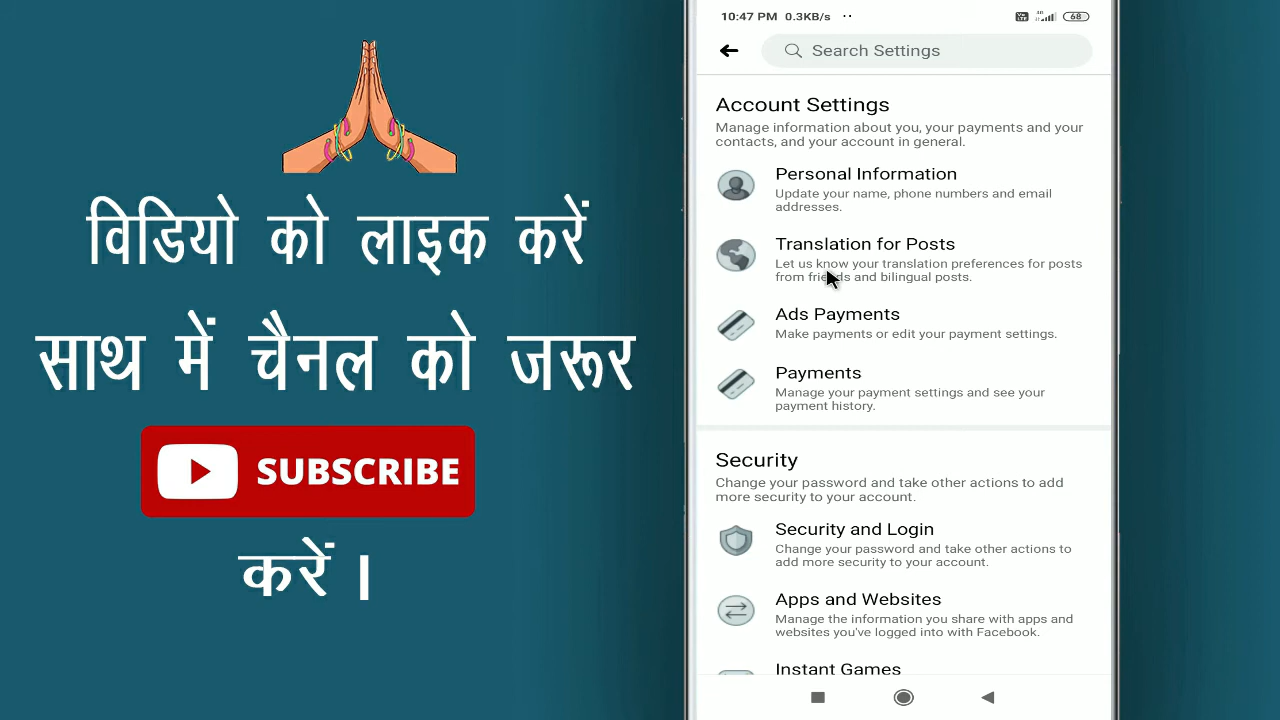 विडियो को लाइक करें
साथ में चैनल को जरूर
SUBSCRIBE
करें ।
10:47 PM 0.3KB/s ··
68
Search Settings
Account Settings
Manage information about you, your payments and your
contacts, and your account in general.
Personal Information
Update your name, phone numbers and email
addresses.
Translation for Posts
Let us know your translation preferences for posts
from friends and bilingual posts.
Ads Payments
Make payments or edit your payment settings.
Payments
Manage your payment settings and see your
payment history.
Security
Change your password and take other actions to add
more security to your account.
Security and Login
Change your password and take other actions to
add more security to your account.
Apps and Websites
Manage the information you share with apps and
websites you've logged into with Facebook.
Instant Games